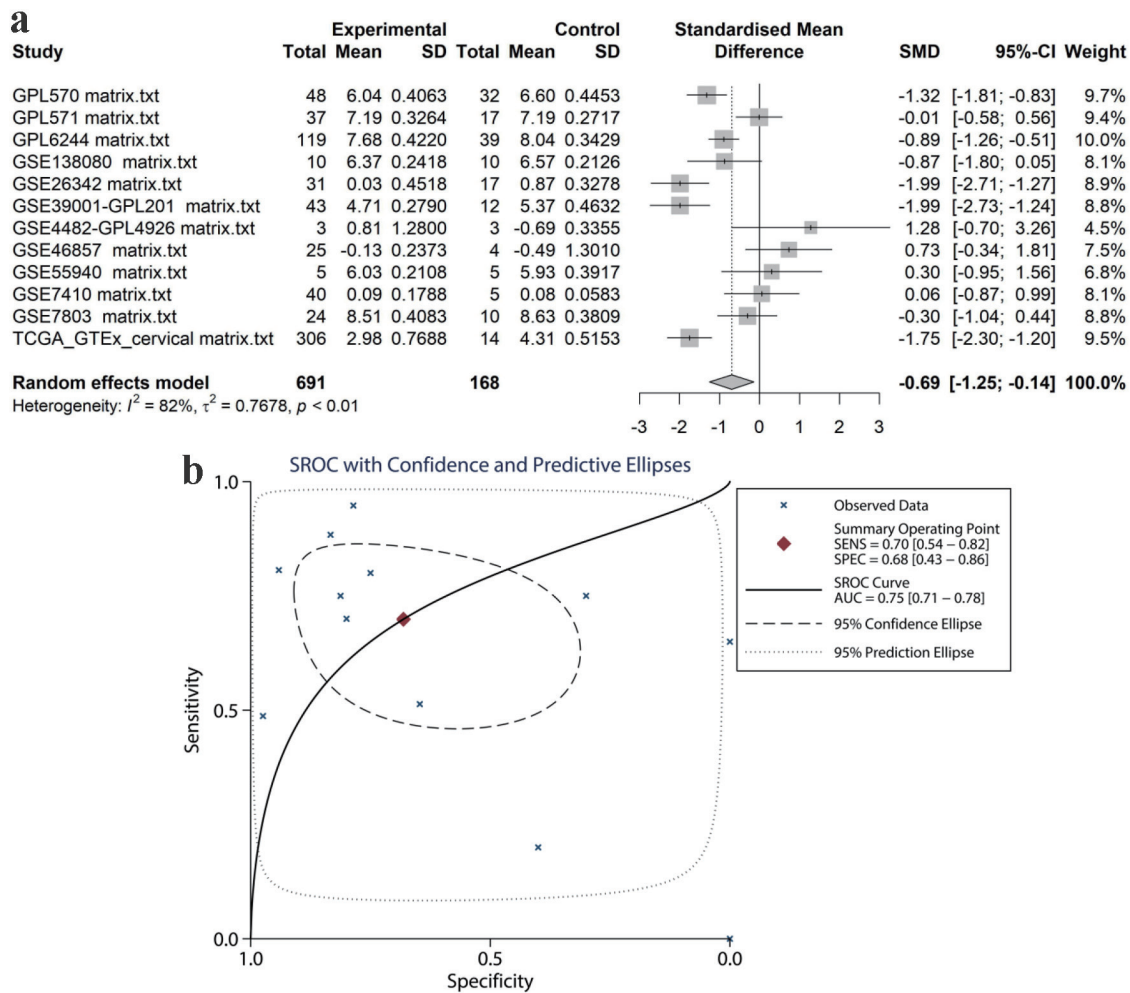 a
Experimental Control Standardised Mean
Study Total Mean SD Total Mean SD Difference SMD 95%-CI Weight
GPL570 matrix.txt 48 6.04 0.4063 32 6.60 0.4453 -1.32 [-1.81; -0.83] 9.7%
GPL571 matrix.txt 37 7.19 0.3264 17 7.19 0.2717 -0.01 [-0.58; 0.56] 9.4%
GPL6244 matrix.txt 119 7.68 0.4220 39 8.04 0.3429 -0.89 [-1.26; -0.51] 10.0%
GSE138080 matrix.txt 10 6.37 0.2418 10 6.57 0.2126 -0.87 [-1.80; 0.05] 8.1%
GSE26342 matrix.txt 31 0.03 0.4518 17 0.87 0.3278 -1.99 [-2.71; -1.27] 8.9%
GSE39001-GPL201 matrix.txt 43 4.71 0.2790 12 5.37 0.4632 -1.99 [-2.73; -1.24] 8.8%
GSE4482-GPL4926 matrix.txt 3 0.81 1.2800 3 -0.69 0.3355 1.28 [-0.70; 3.26] 4.5%
GSE46857 matrix.txt 25 -0.13 0.2373 4 -0.49 1.3010 0.73 [-0.34; 1.81] 7.5%
GSE55940 matrix.txt 5 6.03 0.2108 5 5.93 0.3917 0.30 [-0.95; 1.56] 6.8%
GSE7410 matrix.txt 40 0.09 0.1788 5 0.08 0.0583 0.06 [-0.87; 0.99] 8.1%
GSE7803 matrix.txt 24 8.51 0.4083 10 8.63 0.3809 -0.30 [-1.04; 0.44] 8.8%
TCGA_GTEx_cervical matrix.txt 306 2.98 0.7688 14 4.31 0.5153 -1.75 [-2.30; -1.20] 9.5%
Random effects model 691 168 -0.69 [-1.25; -0.14] 100.0%
Heterogeneity: I² = 82%, τ² = 0.7678, p < 0.01
-3 -2 -1 0 1 2 3
b
SROC with Confidence and Predictive Ellipses
1.0
0.5
0.0
Sensitivity
1.0 0.5 0.0
Specificity
Observed Data
Summary Operating Point
SENS = 0.70 [0.54 – 0.82]
SPEC = 0.68 [0.43 – 0.86]
SROC Curve
AUC = 0.75 [0.71 – 0.78]
95% Confidence Ellipse
95% Prediction Ellipse